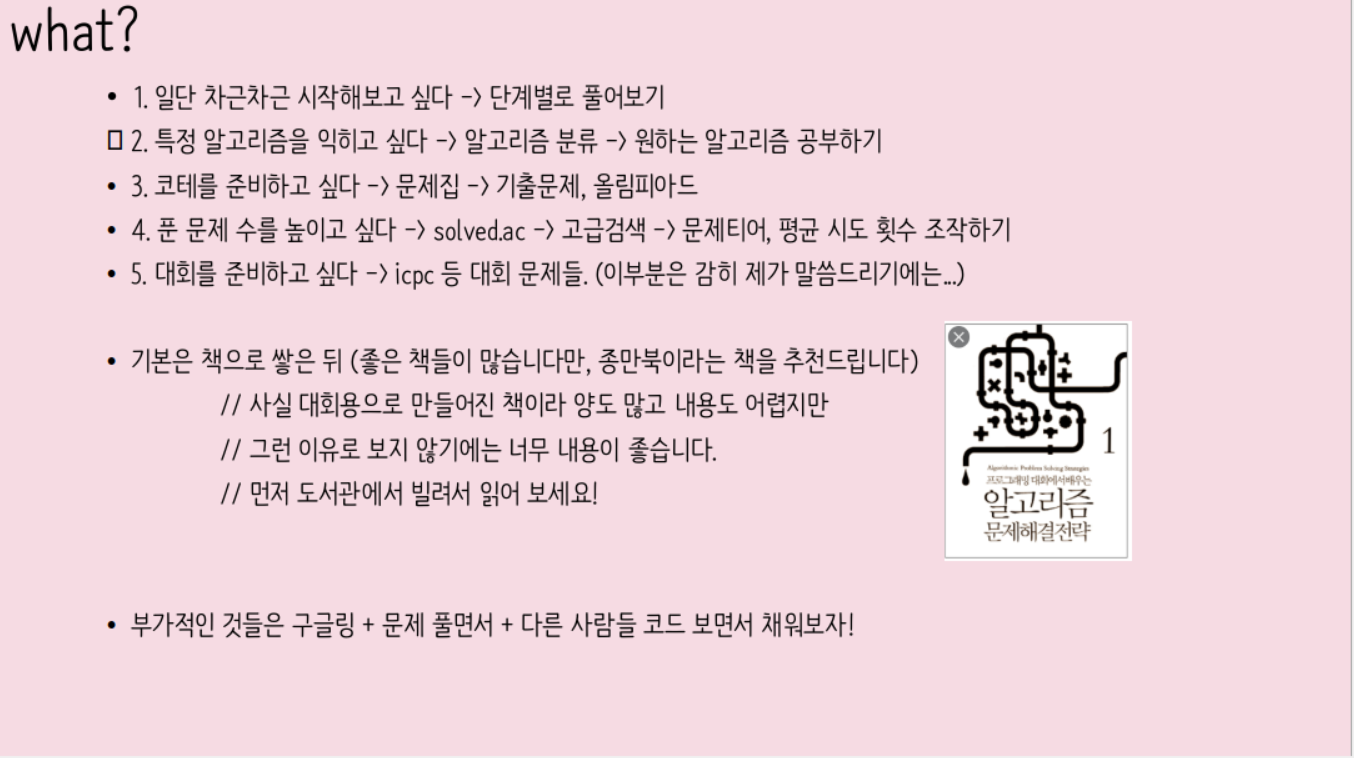 what?
• 1. 일단 차근차근 시작해보고 싶다 -> 단계별로 풀어보기
2. 특정 알고리즘을 익히고 싶다 -> 알고리즘 분류 -> 원하는 알고리즘 공부하기
• 3. 코테를 준비하고 싶다 -> 문제집 -> 기출문제, 올림피아드
• 4. 푼 문제 수를 높이고 싶다 -> solved.ac -> 고급검색 -> 문제티어, 평균 시도 횟수 조작하기
• 5. 대회를 준비하고 싶다 -> icpc 등 대회 문제들. (이부분은 감히 제가 말씀드리기에는...)
• 기본은 책으로 쌓은 뒤 (좋은 책들이 많습니다만, 종만북이라는 책을 추천드립니다)
// 사실 대회용으로 만들어진 책이라 양도 많고 내용도 어렵지만
// 그런 이유로 보지 않기에는 너무 내용이 좋습니다.
// 먼저 도서관에서 빌려서 읽어 보세요!
1
Algorithmic Problem Solving Strategies
프로그래밍 대회에서 배우는
알고리즘
문제해결전략
• 부가적인 것들은 구글링 + 문제 풀면서 + 다른 사람들 코드 보면서 채워보자!